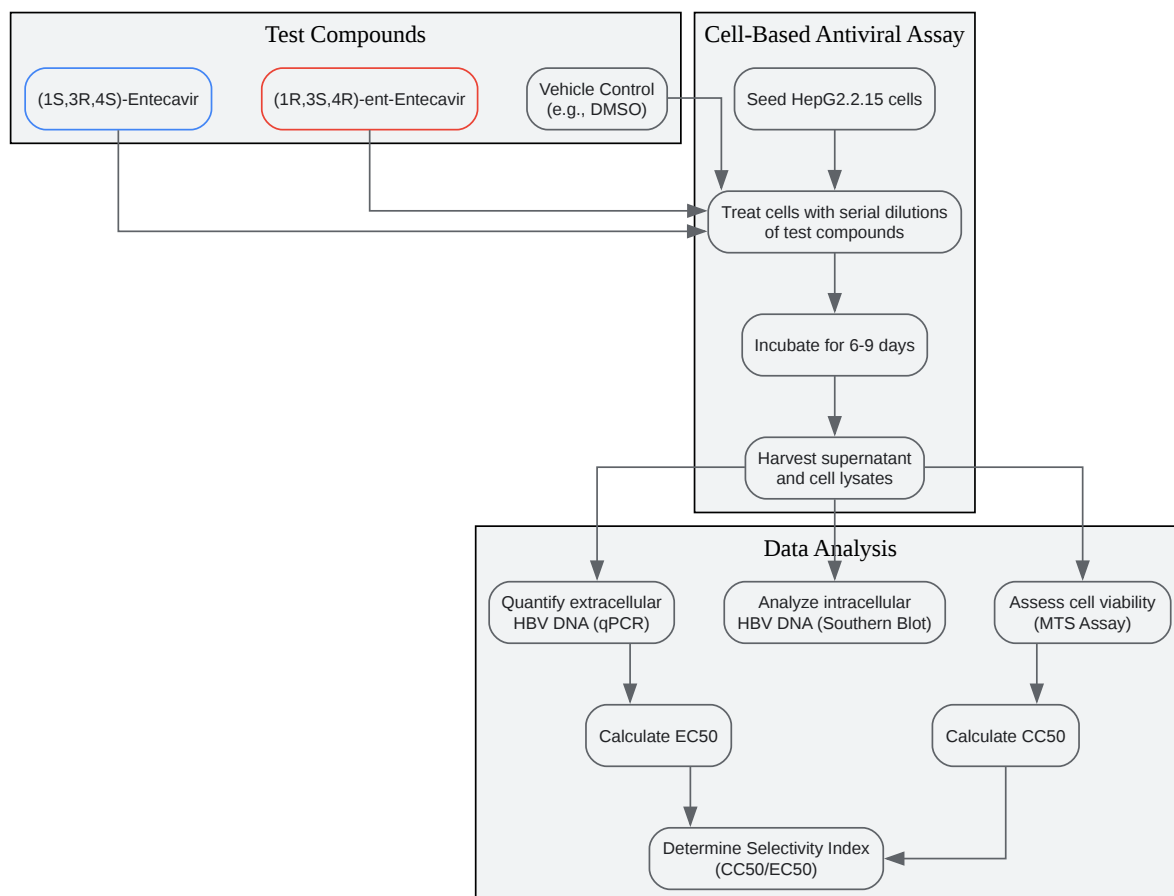 Test Compounds
(1S,3R,4S)-Entecavir
(1R,3S,4R)-ent-Entecavir
Vehicle Control
(e.g., DMSO)
Cell-Based Antiviral Assay
Seed HepG2.2.15 cells
Treat cells with serial dilutions
of test compounds
Incubate for 6-9 days
Harvest supernatant
and cell lysates
Data Analysis
Quantify extracellular
HBV DNA (qPCR)
Analyze intracellular
HBV DNA (Southern Blot)
Assess cell viability
(MTS Assay)
Calculate EC50
Calculate CC50
Determine Selectivity Index
(CC50/EC50)